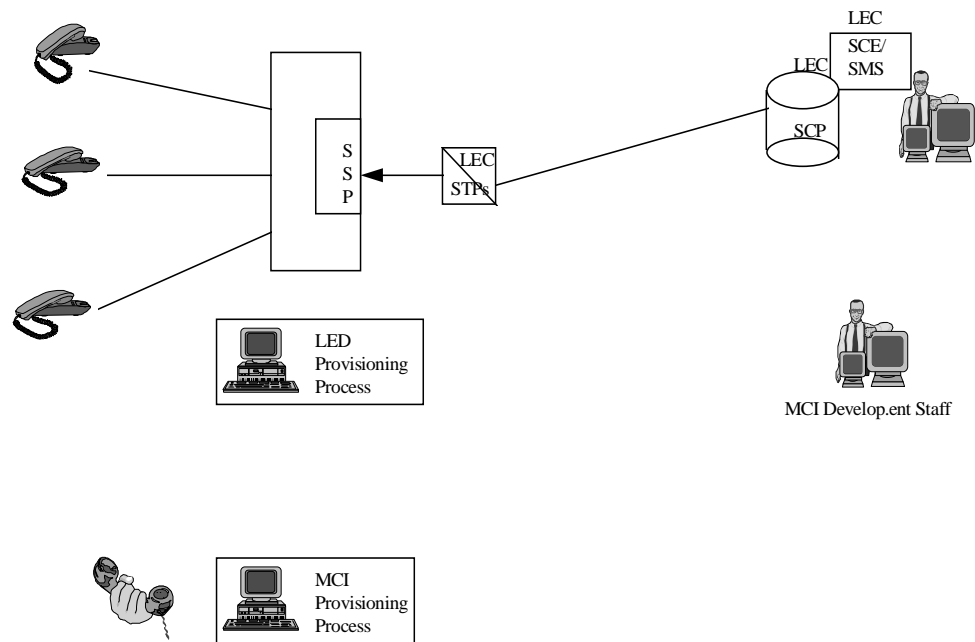 LEC
SCE/
SMS
LEC
SCP
S
S
P
LEC
STPs
LED
Provisioning
Process
MCI Develop.ent Staff
MCI
Provisioning
Process